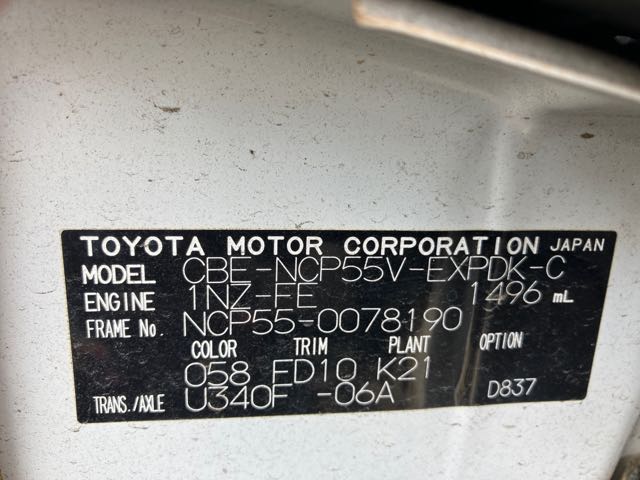 TOYOTA MOTOR CORPORATION JAPAN
MODEL CBE-NCP55V-EXPDK-C
ENGINE 1NZ-FE 1496 mL
FRAME No. NCP55-0078190
COLOR TRIM PLANT OPTION
058 FD10 K21
TRANS./AXLE U340F -06A D837